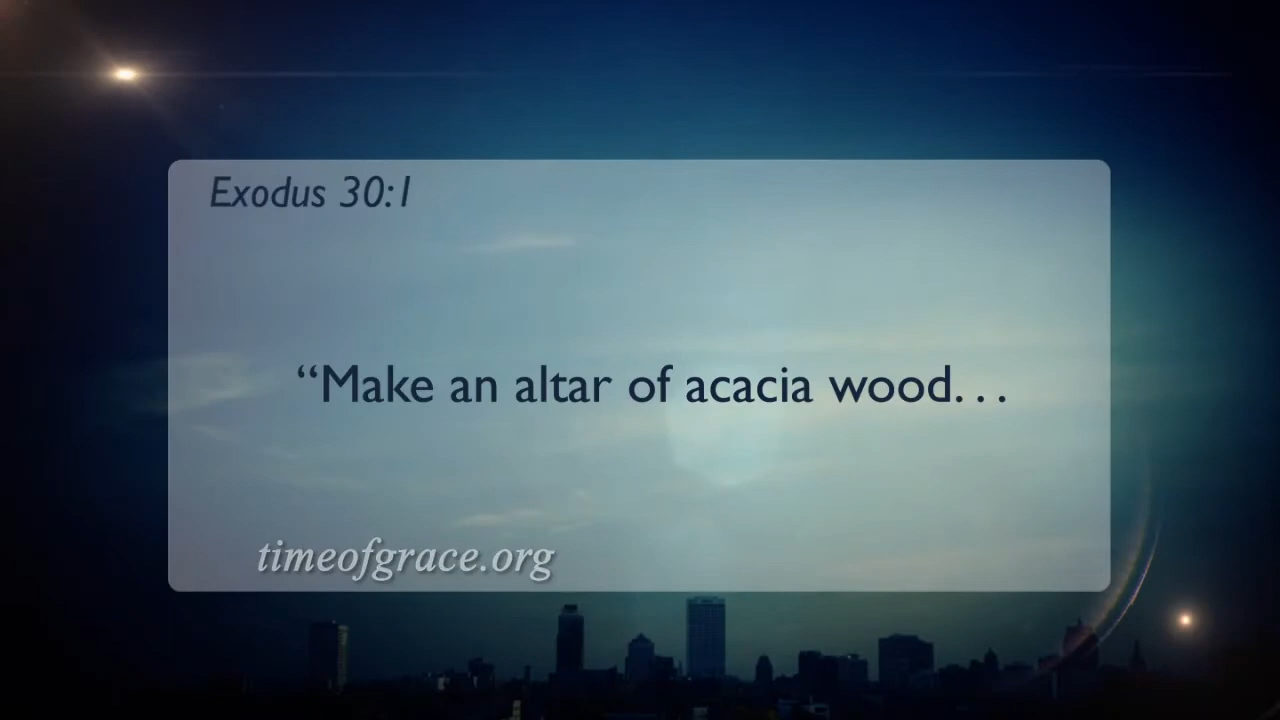 Exodus 30:1
“Make an altar of acacia wood. . .
timeofgrace.org